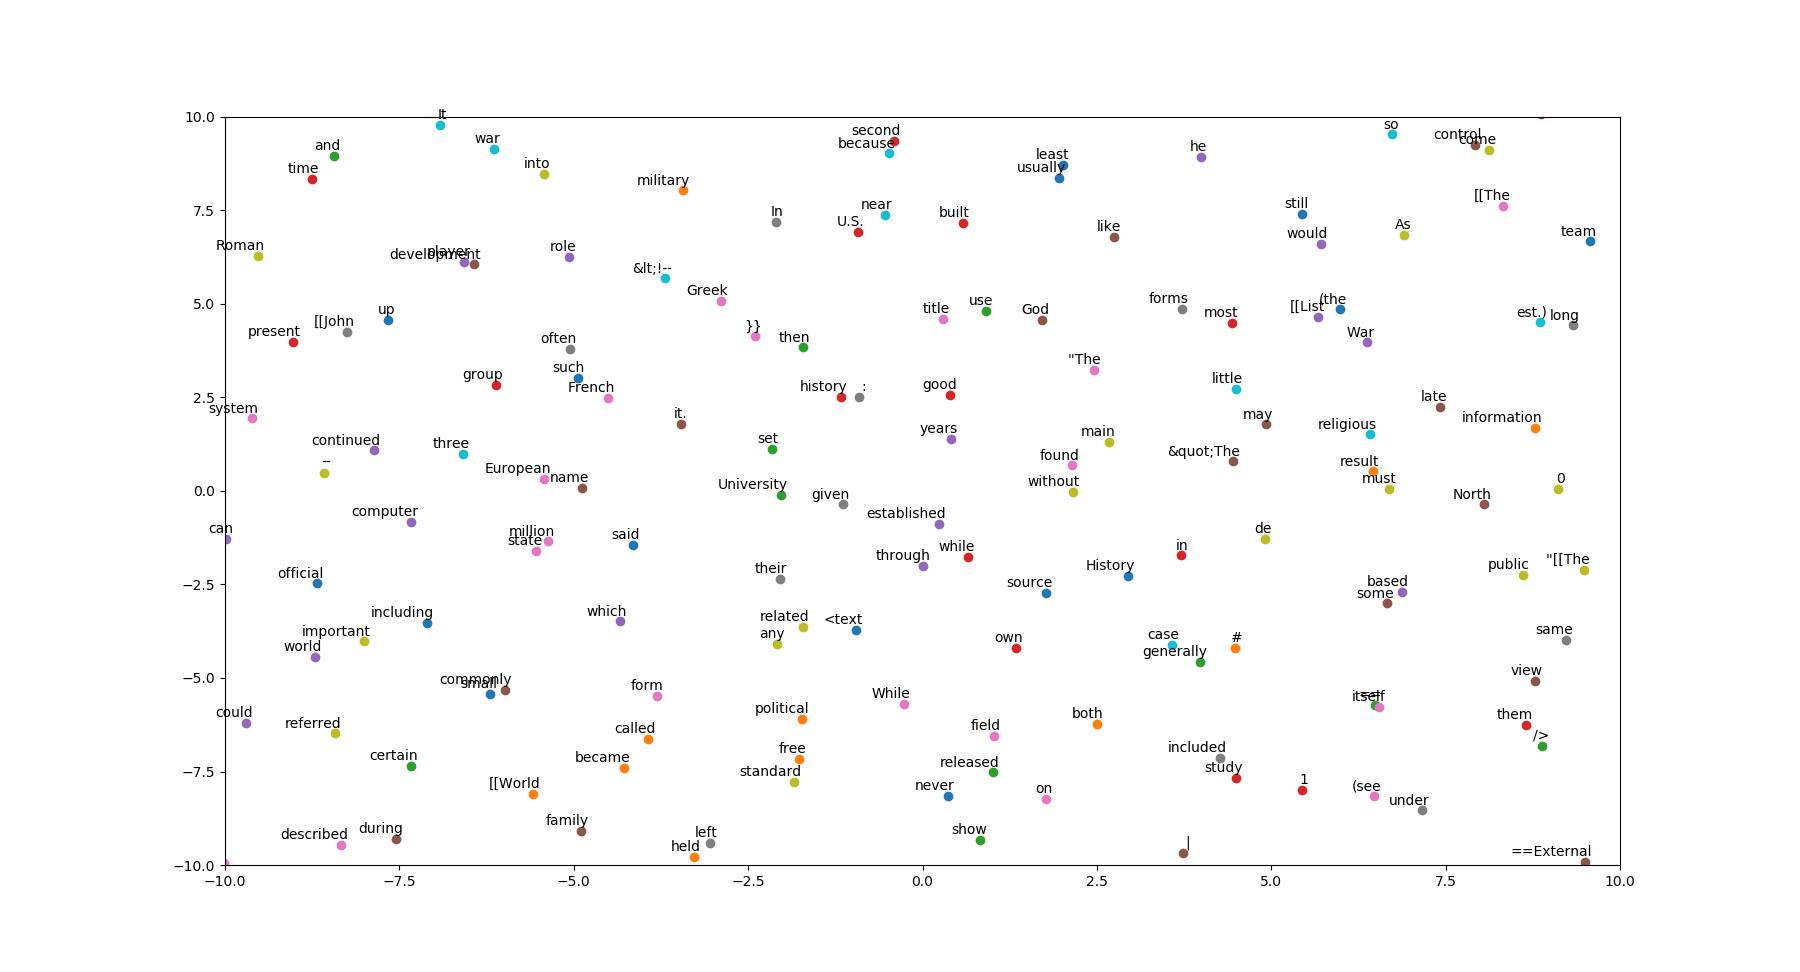 10.0
It
second
so
control
come
war
and
because
he
least
into
time
usually
military
[[The
7.5
In
near
still
built
U.S.
As
like
would
team
Roman
player
role
development
&lt;!--
Greek
5.0
title
use
forms
[[List
(the
up
God
most
est.)
long
[[John
}}
present
often
then
War
"The
such
group
little
French
history
:
good
2.5
late
system
it.
may
information
religious
years
main
set
continued
three
&quot;The
found
--
result
European
name
must
0
without
University
0.0
given
North
computer
established
can
million
said
de
state
while
in
through
"[[The
public
History
their
official
−2.5
source
based
some
including
which
related
<text
important
any
same
own
case
#
world
generally
view
−5.0
commonly
small
form
==
itself
While
could
political
both
them
referred
called
field
/>
free
included
certain
became
released
study
−7.5
standard
[[World
never
on
1
(see
under
family
during
show
described
left
|
held
==External
−10.0
−10.0 −7.5 −5.0 −2.5 0.0 2.5 5.0 7.5 10.0